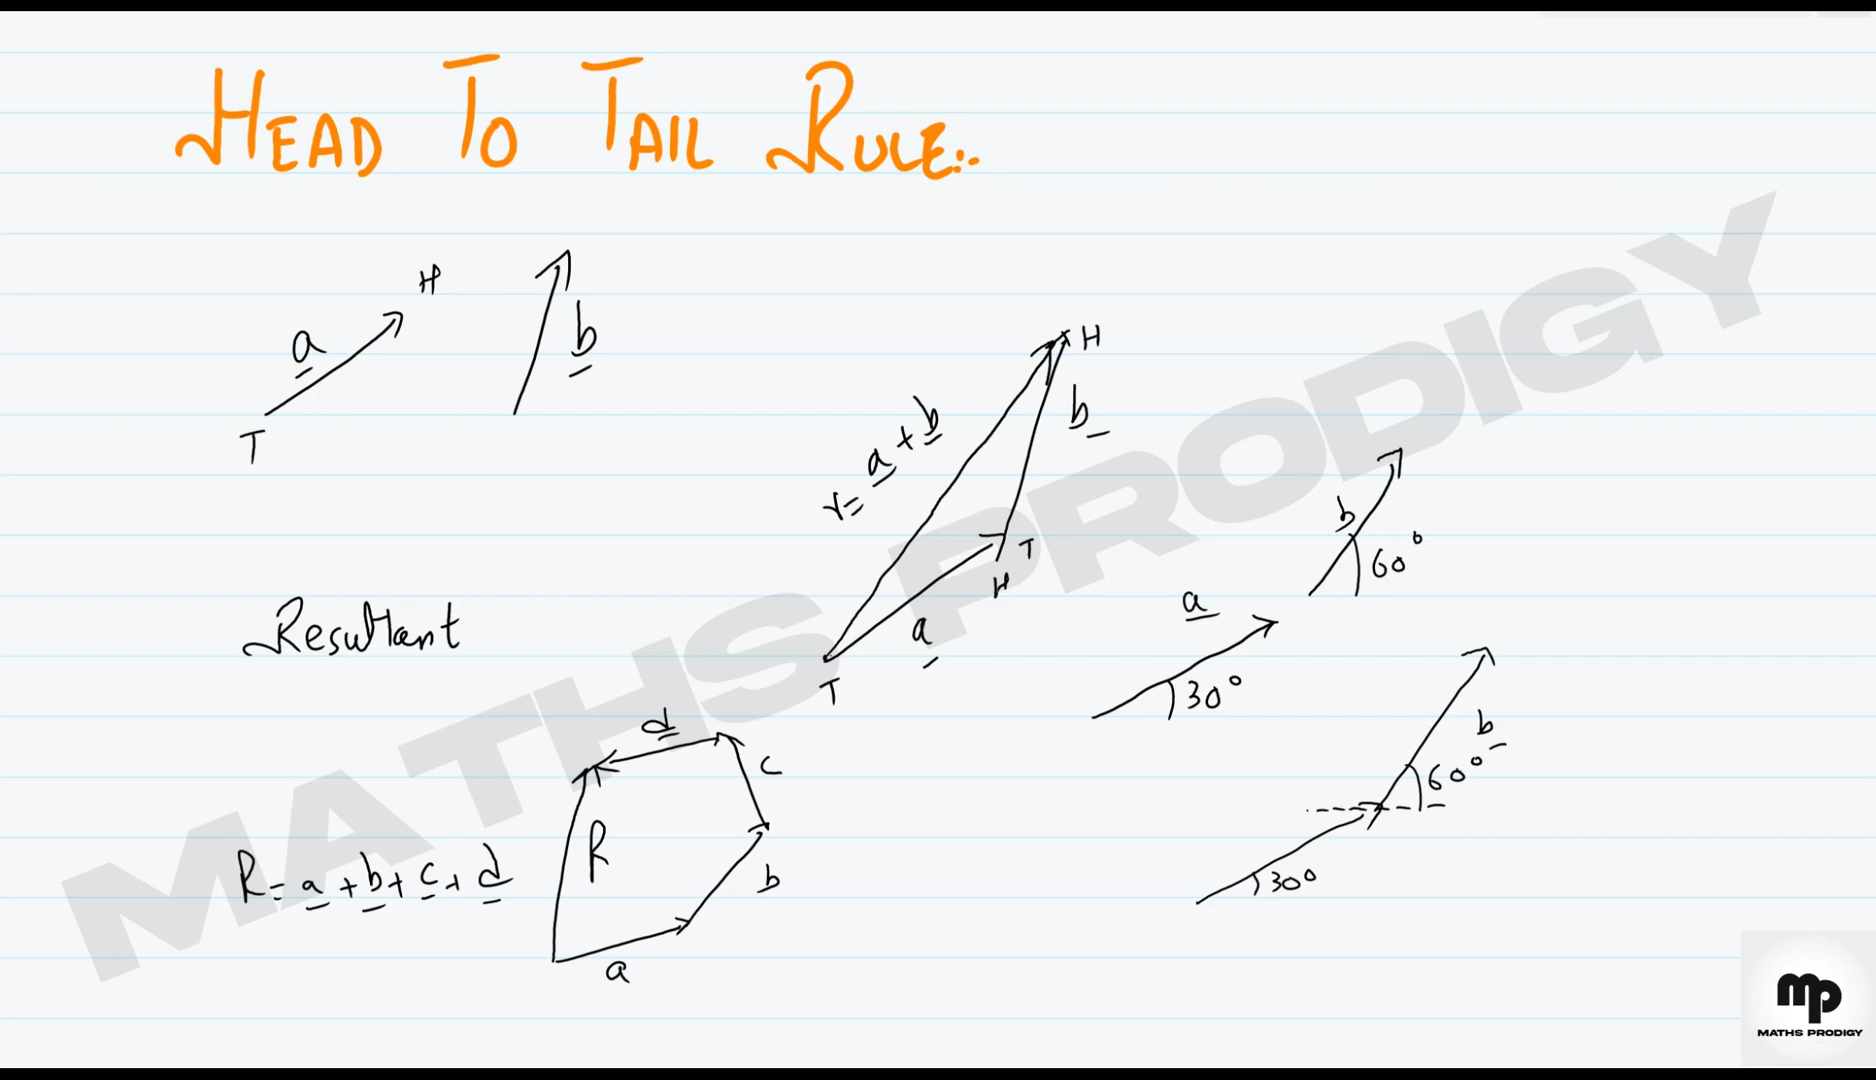 HEAD TO TAIL RULE:-
a
H
T
b
r = a + b
H
b
T
H
a
T
Resultant
b
60°
a
30°
b
60°
30°
d
c
R
b
a
R = a + b + c + d
MATHS PRODIGY
mp
MATHS PRODIGY